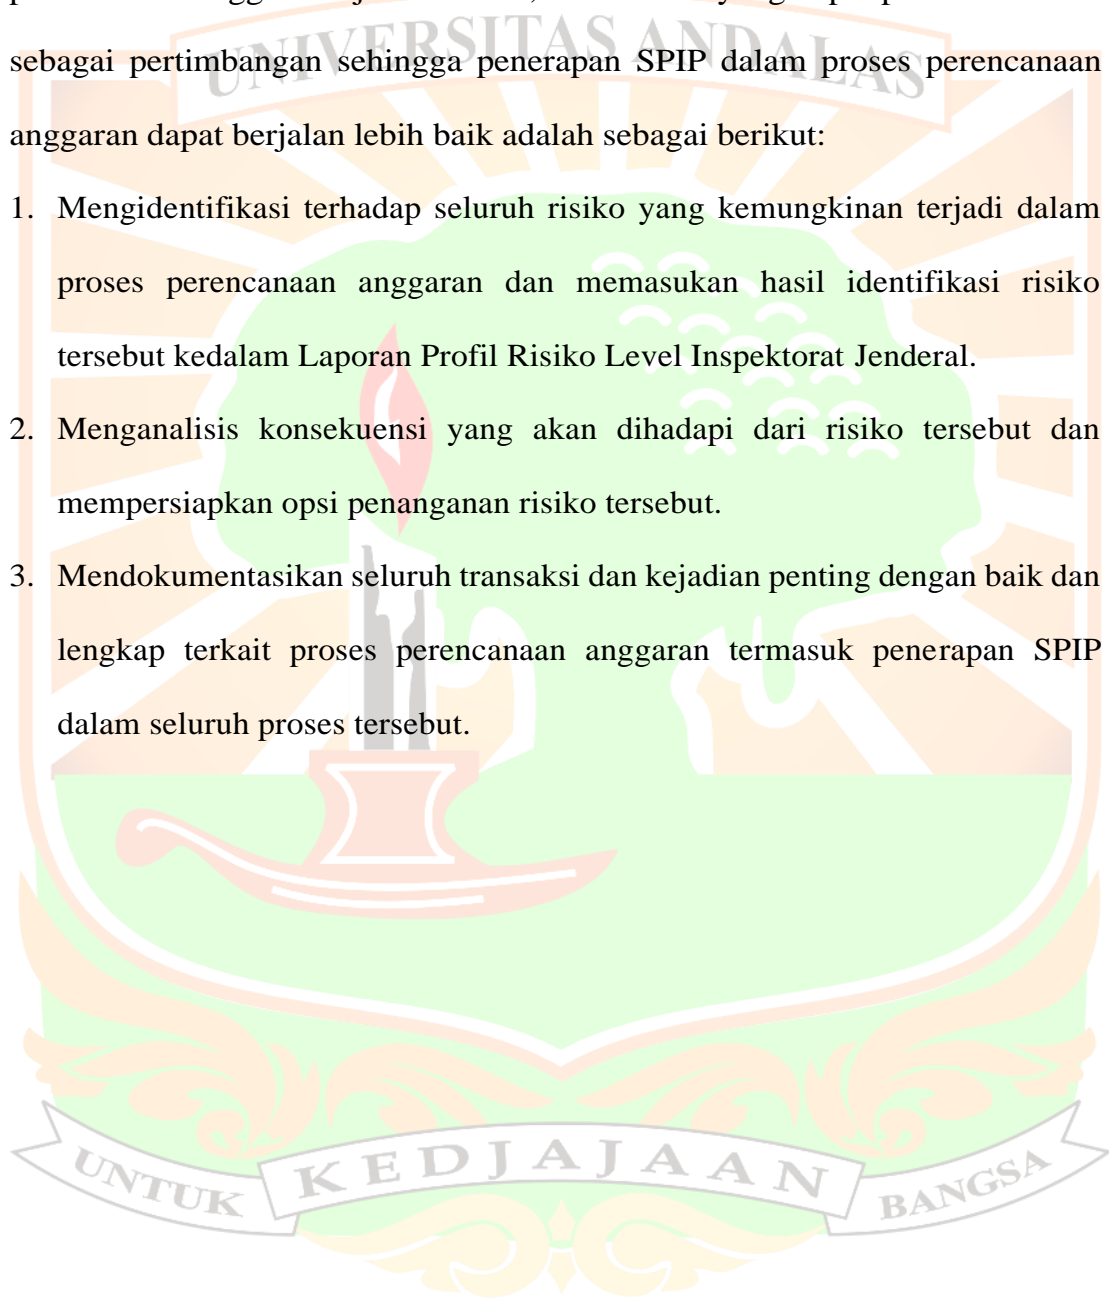 UNIVERSITAS ANDALAS
sebagai pertimbangan sehingga penerapan SPIP dalam proses perencanaan
anggaran dapat berjalan lebih baik adalah sebagai berikut:
1. Mengidentifikasi terhadap seluruh risiko yang kemungkinan terjadi dalam
proses perencanaan anggaran dan memasukan hasil identifikasi risiko
tersebut kedalam Laporan Profil Risiko Level Inspektorat Jenderal.
2. Menganalisis konsekuensi yang akan dihadapi dari risiko tersebut dan
mempersiapkan opsi penanganan risiko tersebut.
3. Mendokumentasikan seluruh transaksi dan kejadian penting dengan baik dan
lengkap terkait proses perencanaan anggaran termasuk penerapan SPIP
dalam seluruh proses tersebut.
UNTUK KEDJAJAAN BANGSA